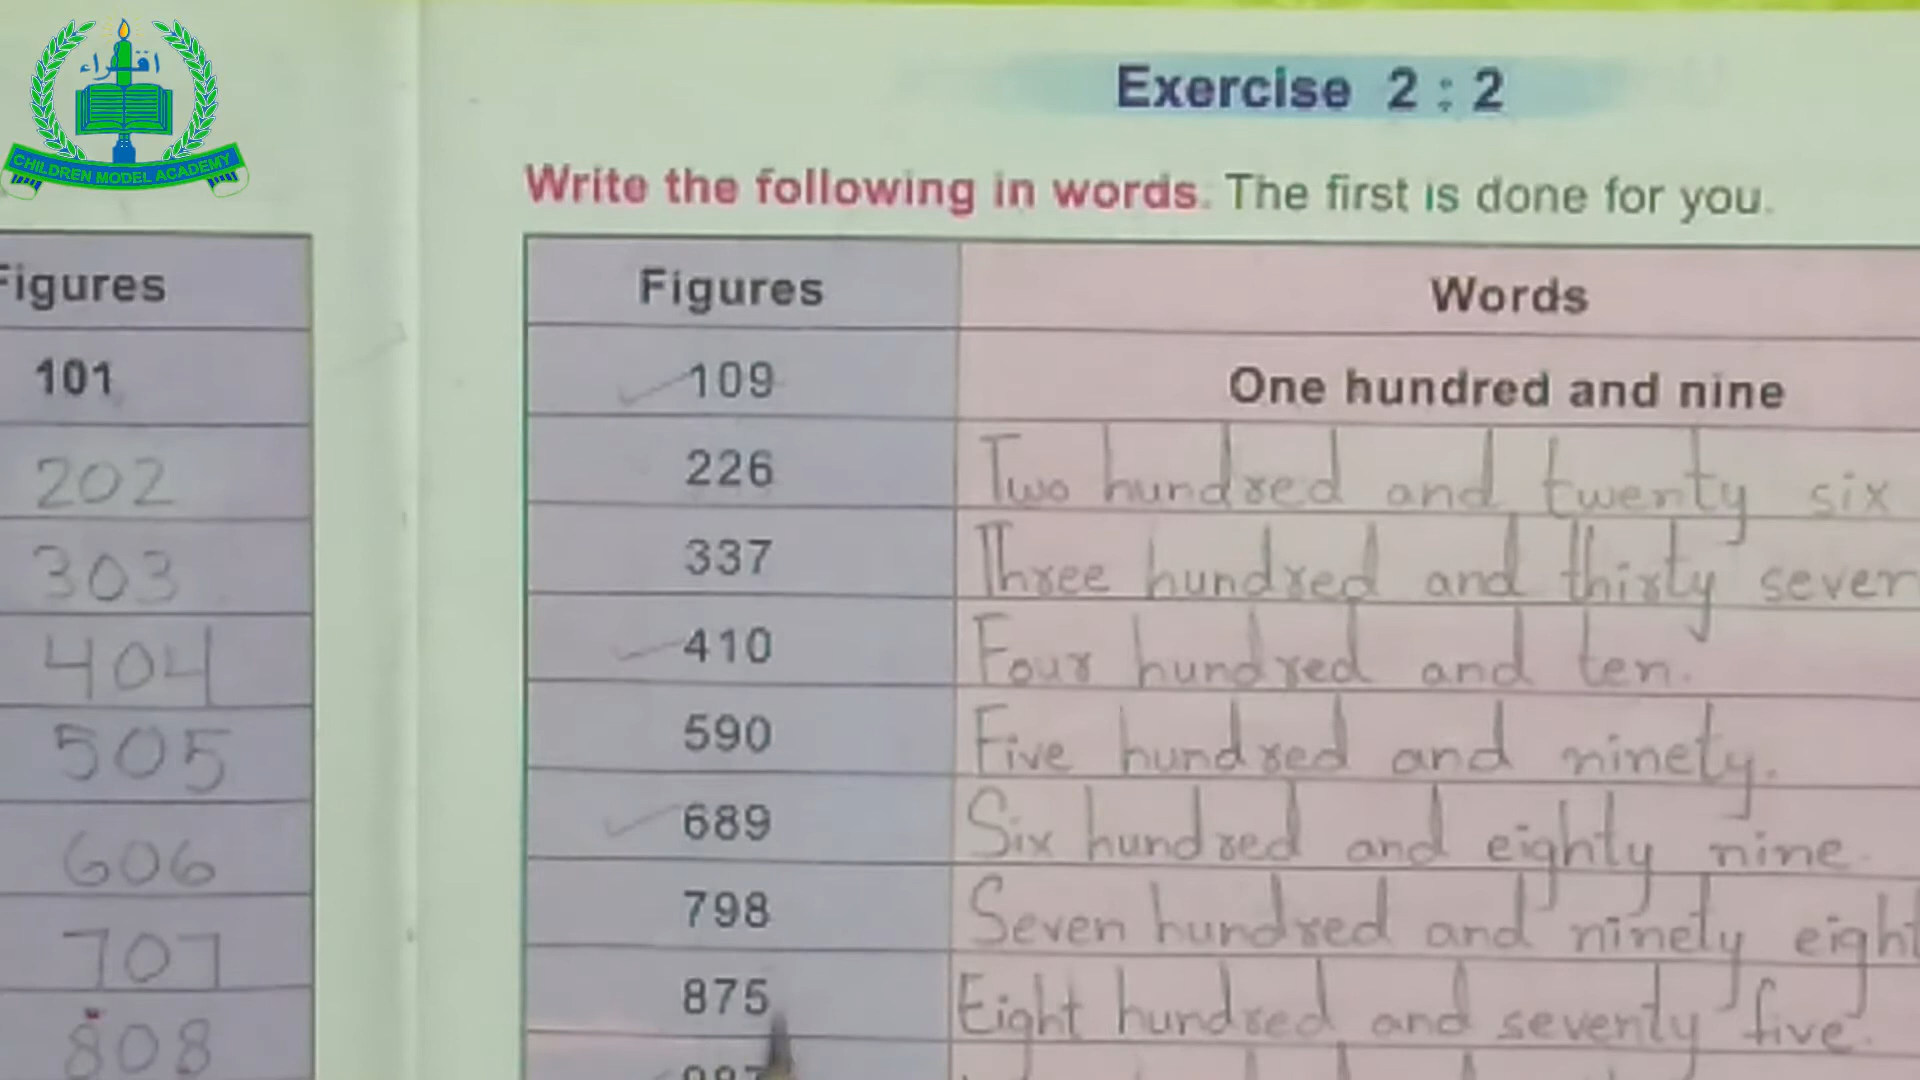 اقراء
CHILDREN MODEL ACADEMY
Exercise 2 : 2
Write the following in words. The first is done for you.
Figures
101
202
303
404
505
606
707
808
Figures Words
109 One hundred and nine
226 Two hundred and twenty six
337 Three hundred and thirty seven
410 Four hundred and ten.
590 Five hundred and ninety.
689 Six hundred and eighty nine.
798 Seven hundred and ninety eight
875 Eight hundred and seventy five.